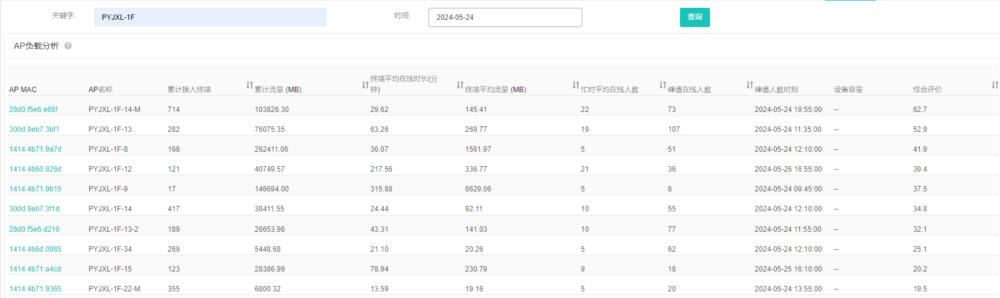 关键字: PYJXL-1F 时间: 2024-05-24 查询
AP负载分析 ?
AP MAC AP名称 累计接入终端 累计流量 (MB) 终端平均在线时长(分钟) 终端平均流量 (MB) 忙时平均在线人数 峰值在线人数 峰值人数时刻 设备容量 综合评价
28d0.f5e6.e68f PYJXL-1F-14-M 714 103826.30 29.62 145.41 22 73 2024-05-24 19:55:00 -- 62.7
300d.9eb7.3bf1 PYJXL-1F-13 282 76075.35 63.26 269.77 19 107 2024-05-24 11:35:00 -- 52.9
1414.4b71.9a7d PYJXL-1F-8 168 262411.06 36.07 1561.97 5 51 2024-05-24 12:10:00 -- 41.9
1414.4b60.826d PYJXL-1F-12 121 40749.57 217.56 336.77 21 36 2024-05-26 16:55:00 -- 39.4
1414.4b71.9b15 PYJXL-1F-9 17 146694.00 315.88 8629.06 5 8 2024-05-24 09:45:00 -- 37.5
300d.9eb7.3f1d PYJXL-1F-14 417 38411.55 24.44 92.11 10 55 2024-05-24 12:10:00 -- 34.8
28d0.f5e6.d210 PYJXL-1F-13-2 189 26653.98 43.31 141.03 10 77 2024-05-24 11:55:00 -- 32.1
1414.4b6d.0985 PYJXL-1F-34 269 5448.68 21.10 20.26 5 62 2024-05-24 12:10:00 -- 25.1
1414.4b71.a4cd PYJXL-1F-15 123 28386.99 78.94 230.79 9 18 2024-05-25 16:10:00 -- 20.2
1414.4b71.9365 PYJXL-1F-22-M 355 6800.32 13.59 19.16 5 20 2024-05-24 13:55:00 -- 19.5